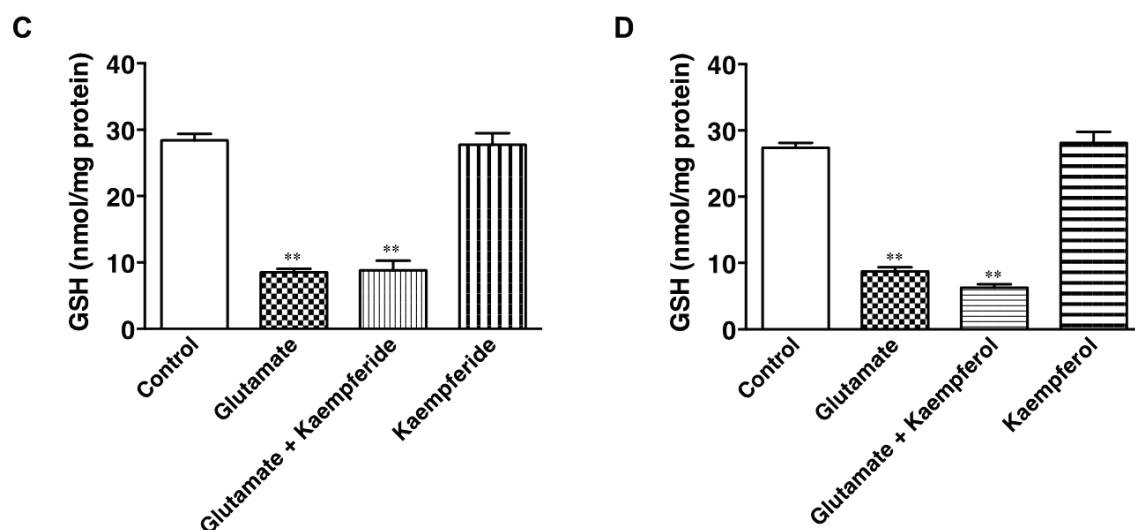 C
GSH (nmol/mg protein)
40
30
20
10
0
**
**
Control
Glutamate
Glutamate + Kaempferide
Kaempferide
D
GSH (nmol/mg protein)
40
30
20
10
0
**
**
Control
Glutamate
Glutamate + Kaempferol
Kaempferol